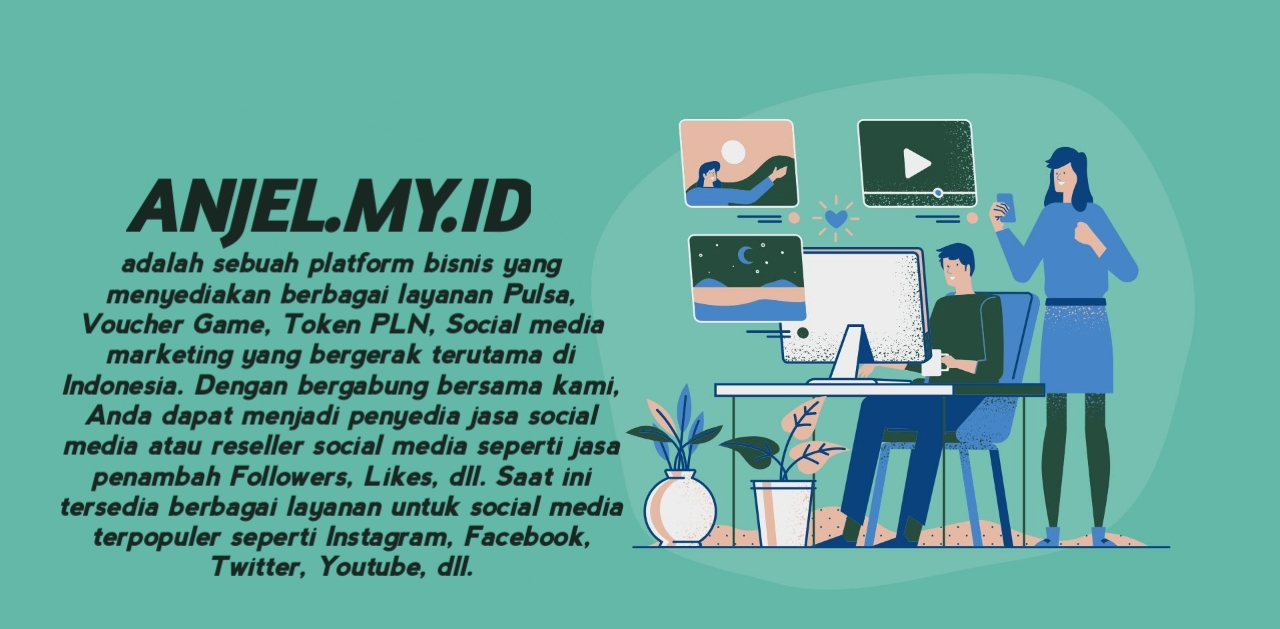 ANJEL.MY.ID
adalah sebuah platform bisnis yang
menyediakan berbagai layanan Pulsa,
Voucher Game, Token PLN, Social media
marketing yang bergerak terutama di
Indonesia. Dengan bergabung bersama kami,
Anda dapat menjadi penyedia jasa social
media atau reseller social media seperti jasa
penambah Followers, Likes, dll. Saat ini
tersedia berbagai layanan untuk social media
terpopuler seperti Instagram, Facebook,
Twitter, Youtube, dll.